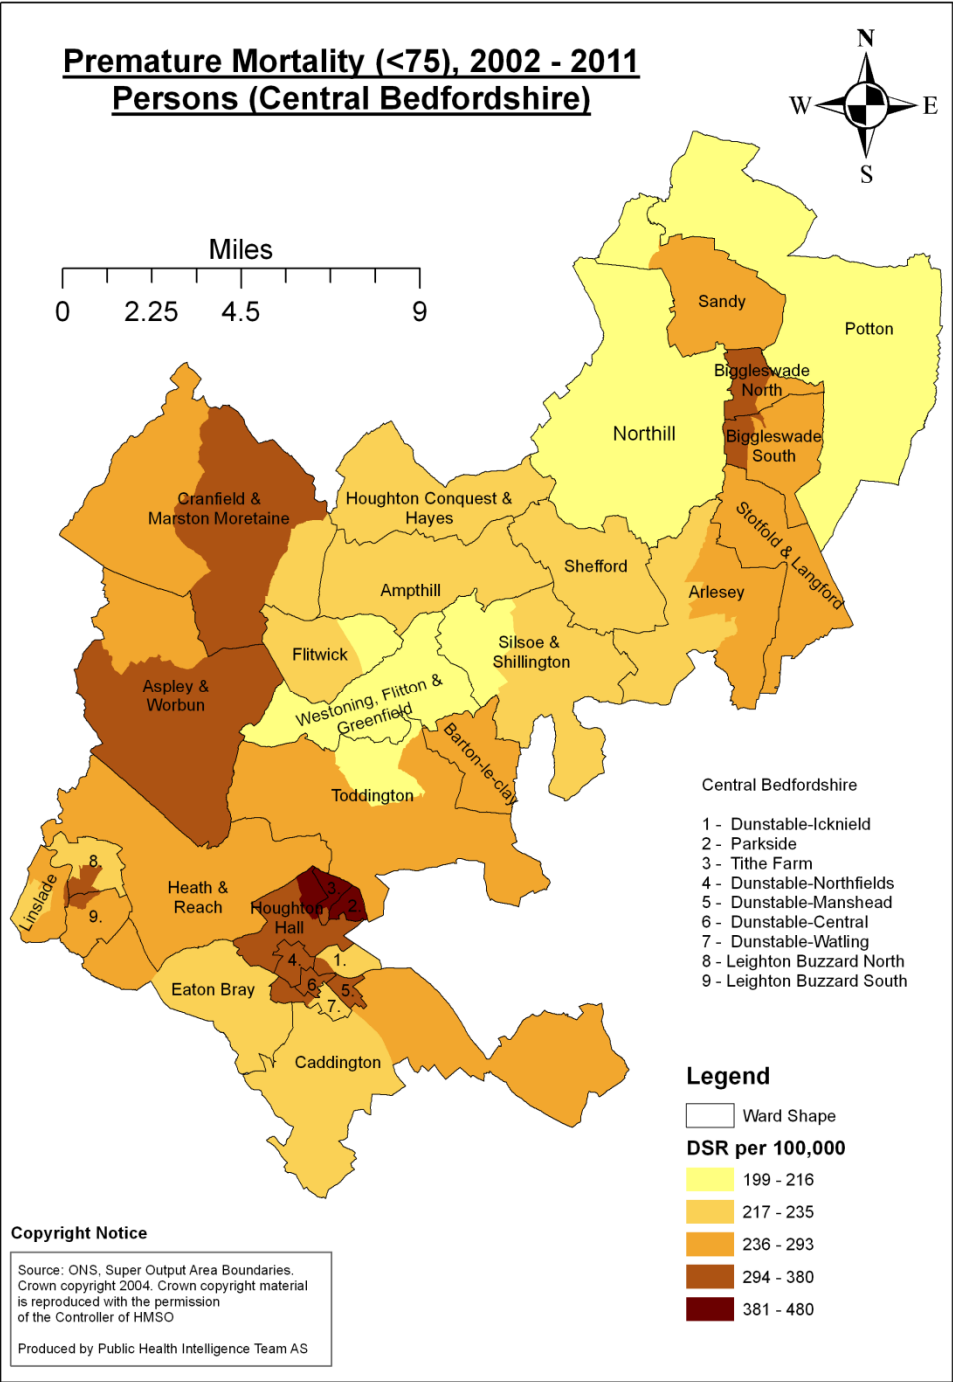 Premature Mortality (<75), 2002 - 2011
Persons (Central Bedfordshire)
N
W
E
S
Miles
0 2.25 4.5 9
Sandy
Potton
Biggleswade
North
Northill
Biggleswade
South
Cranfield &
Marston Moretaine
Houghton Conquest &
Hayes
Stotfold & Langford
Shefford
Ampthill
Arlesey
Flitwick
Silsoe &
Shillington
Aspley &
Worbun
Westoning, Flitton &
Greenfield
Barton-le-clay
Toddington
Central Bedfordshire
1 - Dunstable-Icknield
2 - Parkside
3 - Tithe Farm
4 - Dunstable-Northfields
5 - Dunstable-Manshead
6 - Dunstable-Central
7 - Dunstable-Watling
8 - Leighton Buzzard North
9 - Leighton Buzzard South
8.
Linslade
9.
Heath &
Reach
3.
2.
Houghton
Hall
4.
1.
6.
5.
7.
Eaton Bray
Caddington
Legend
Ward Shape
DSR per 100,000
199 - 216
217 - 235
236 - 293
294 - 380
381 - 480
Copyright Notice
Source: ONS, Super Output Area Boundaries.
Crown copyright 2004. Crown copyright material
is reproduced with the permission
of the Controller of HMSO
Produced by Public Health Intelligence Team AS